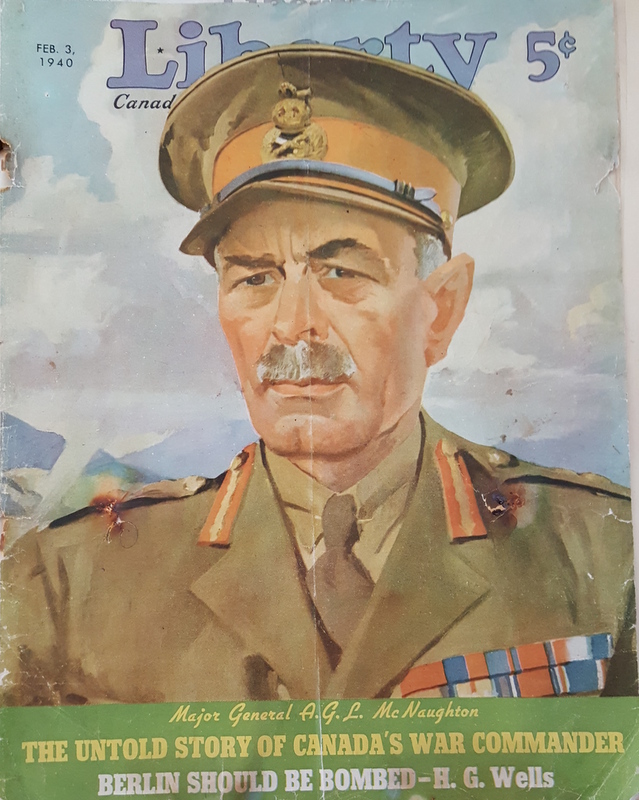 Liberty 5¢
FEB. 3,
1940
Canad
Major General A.G.L. McNaughton
THE UNTOLD STORY OF CANADA'S WAR COMMANDER
BERLIN SHOULD BE BOMBED-H. G. Wells